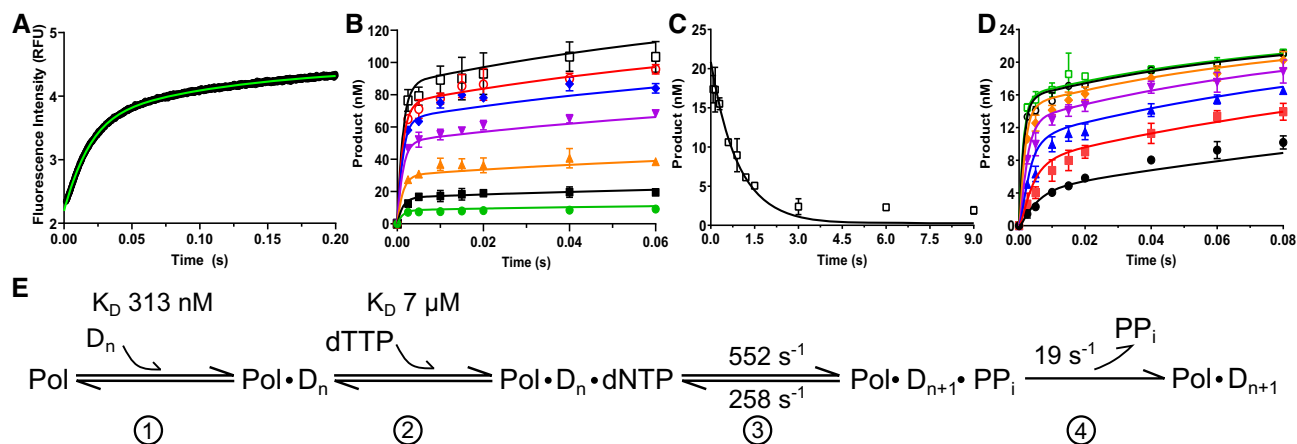 A
Fluorescence Intensity (RFU)
5
4
3
2
0.00 0.05 0.10 0.15 0.20
Time (s)
B
Product (nM)
120
100
80
60
40
20
0
0.00 0.02 0.04 0.06
Time (s)
C
Product (nM)
25
20
15
10
5
0
0.0 1.5 3.0 4.5 6.0 7.5 9.0
Time (s)
D
Product (nM)
24
20
16
12
8
4
0
0.00 0.02 0.04 0.06 0.08
Time (s)
E
K_D 313 nM
K_D 7 µM
D_n
dTTP
552 s⁻¹
258 s⁻¹
19 s⁻¹
PP_i
Pol
Pol•D_n
Pol•D_n•dNTP
Pol•D_{n+1}•PP_i
Pol•D_{n+1}
① ② ③ ④